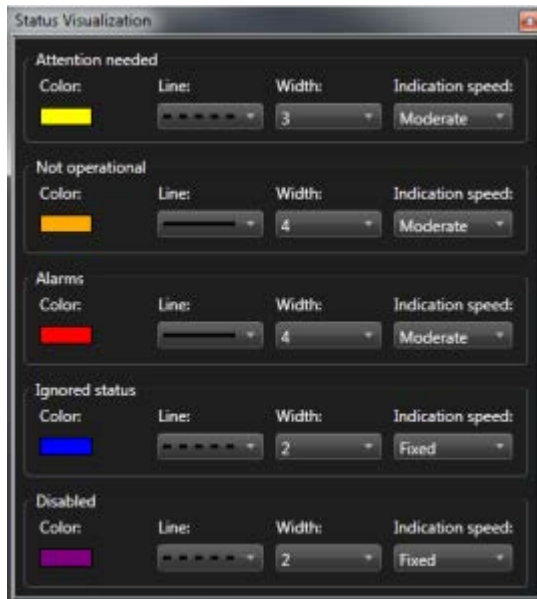 Status Visualization
Attention needed
Color: Line: Width: Indication speed:
3 Moderate
Not operational
Color: Line: Width: Indication speed:
4 Moderate
Alarms
Color: Line: Width: Indication speed:
4 Moderate
Ignored status
Color: Line: Width: Indication speed:
2 Fixed
Disabled
Color: Line: Width: Indication speed:
2 Fixed